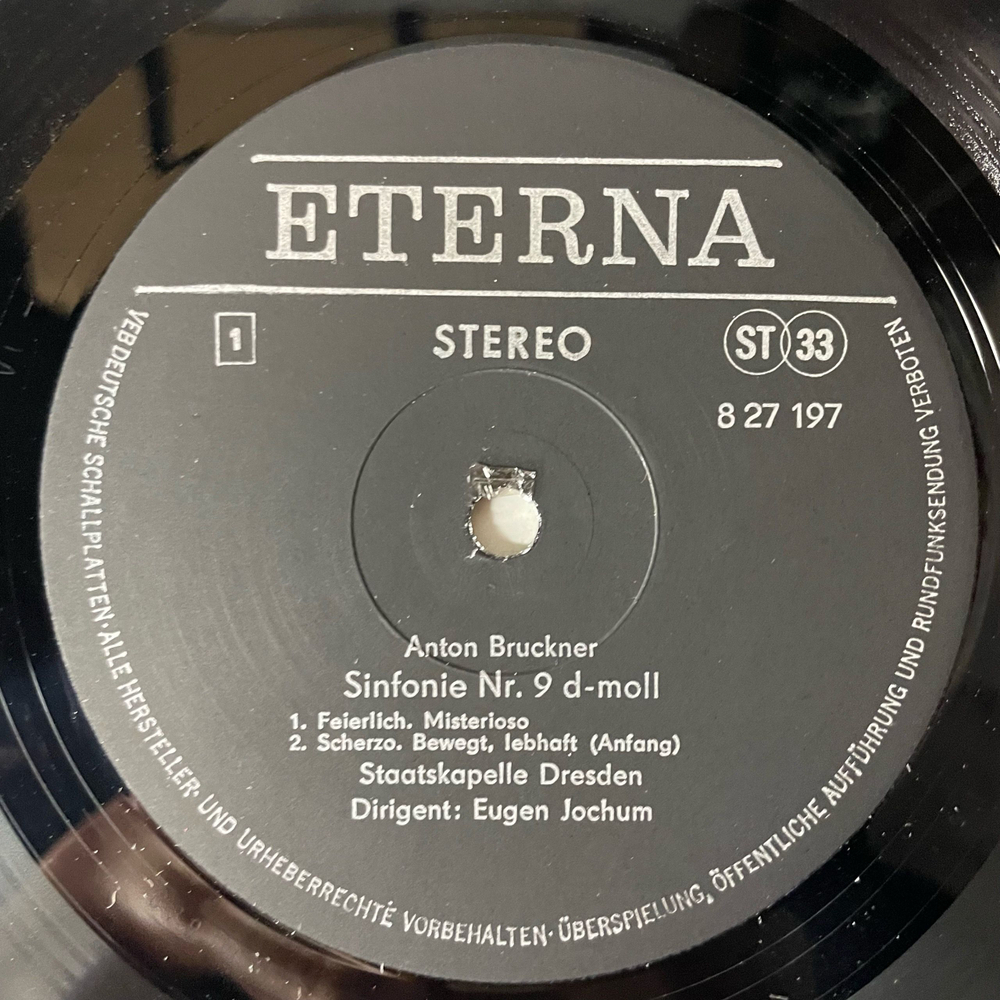 ETERNA
1
STEREO
ST 33
8 27 197
Anton Bruckner
Sinfonie Nr. 9 d-moll
1. Feierlich. Misterioso
2. Scherzo. Bewegt, lebhaft (Anfang)
Staatskapelle Dresden
Dirigent: Eugen Jochum
VEB DEUTSCHE SCHALLPLATTEN · ALLE HERSTELLER- UND URHEBERRECHTE VORBEHALTEN · ÜBERSPIELUNG, ÖFFENTLICHE AUFFÜHRUNG UND RUNDFUNKSENDUNG VERBOTEN